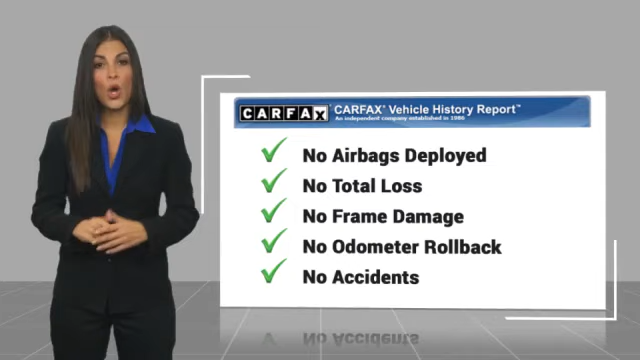 CARFAX CARFAX® Vehicle History Report™
An independent company established in 1986
No Airbags Deployed
No Total Loss
No Frame Damage
No Odometer Rollback
No Accidents